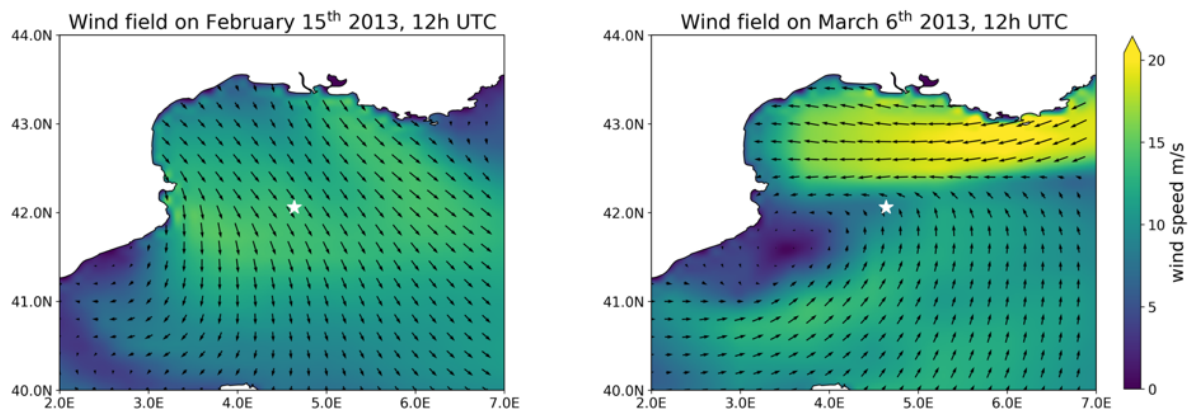 Wind field on February 15th 2013, 12h UTC
44.0N
43.0N
42.0N
41.0N
40.0N
2.0E 3.0E 4.0E 5.0E 6.0E 7.0E
Wind field on March 6th 2013, 12h UTC
44.0N
43.0N
42.0N
41.0N
40.0N
2.0E 3.0E 4.0E 5.0E 6.0E 7.0E
20
15
10
5
0
wind speed m/s